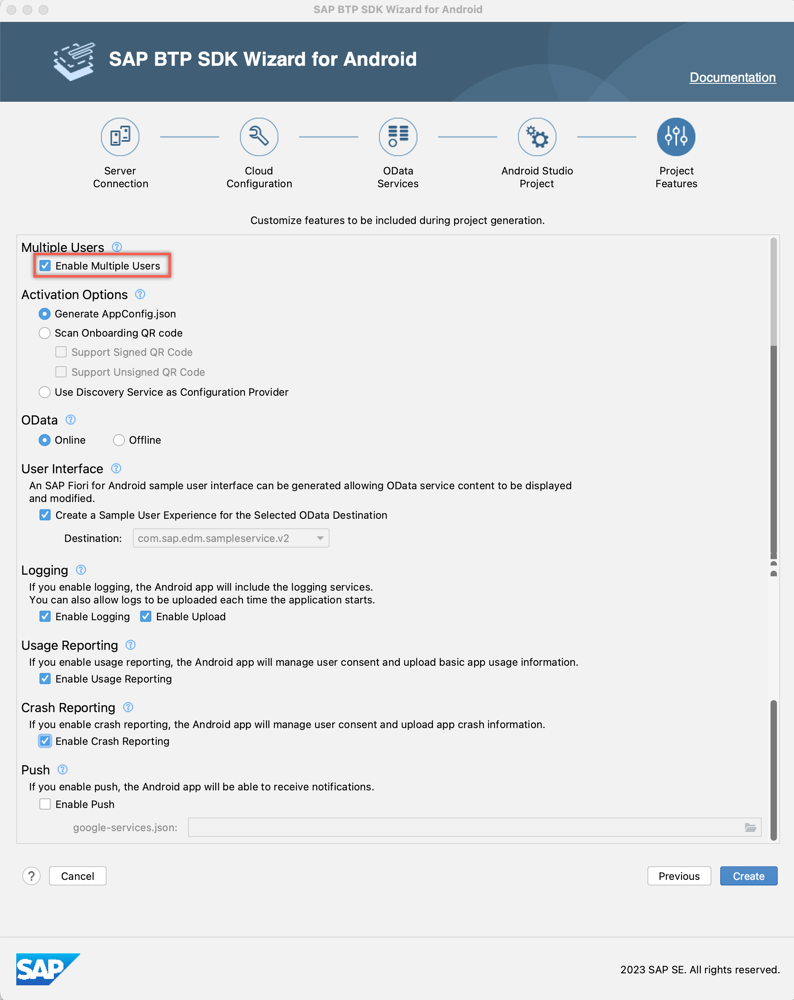 SAP BTP SDK Wizard for Android
SAP BTP SDK Wizard for Android
Documentation
Server
Connection
Cloud
Configuration
OData
Services
Android Studio
Project
Project
Features
Customize features to be included during project generation.
Multiple Users ?
Enable Multiple Users
Activation Options ?
Generate AppConfig.json
Scan Onboarding QR code
Support Signed QR Code
Support Unsigned QR Code
Use Discovery Service as Configuration Provider
OData ?
Online Offline
User Interface ?
An SAP Fiori for Android sample user interface can be generated allowing OData service content to be displayed
and modified.
Create a Sample User Experience for the Selected OData Destination
Destination: com.sap.edm.sampleservice.v2
Logging ?
If you enable logging, the Android app will include the logging services.
You can also allow logs to be uploaded each time the application starts.
Enable Logging Enable Upload
Usage Reporting ?
If you enable usage reporting, the Android app will manage user consent and upload basic app usage information.
Enable Usage Reporting
Crash Reporting ?
If you enable crash reporting, the Android app will manage user consent and upload app crash information.
Enable Crash Reporting
Push ?
If you enable push, the Android app will be able to receive notifications.
Enable Push
google-services.json:
? Cancel Previous Create
SAP
2023 SAP SE. All rights reserved.